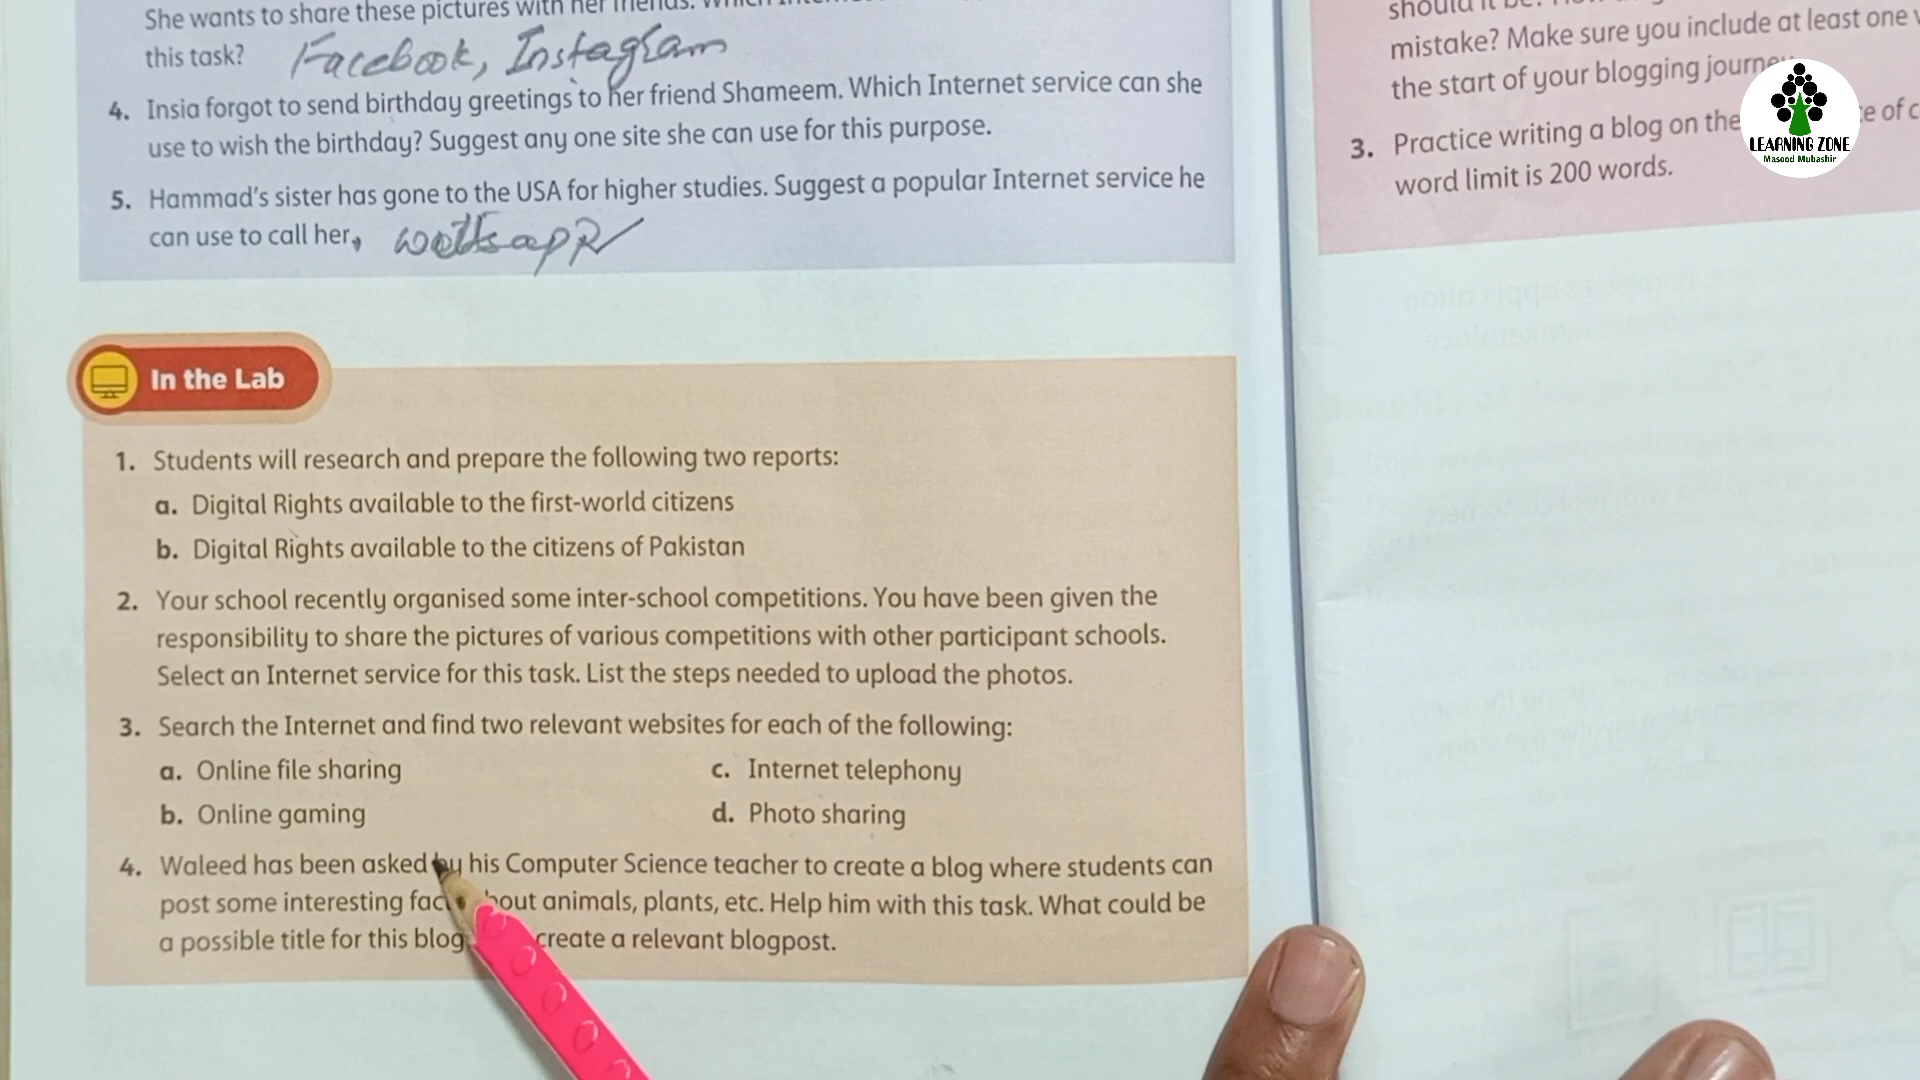 She wants to share these pictures with her friends. Which
this task? Facebook, Instagram
4. Insia forgot to send birthday greetings to her friend Shameem. Which Internet service can she
use to wish the birthday? Suggest any one site she can use for this purpose.
5. Hammad's sister has gone to the USA for higher studies. Suggest a popular Internet service he
can use to call her. wottsapp
In the Lab
1. Students will research and prepare the following two reports:
a. Digital Rights available to the first-world citizens
b. Digital Rights available to the citizens of Pakistan
2. Your school recently organised some inter-school competitions. You have been given the
responsibility to share the pictures of various competitions with other participant schools.
Select an Internet service for this task. List the steps needed to upload the photos.
3. Search the Internet and find two relevant websites for each of the following:
a. Online file sharing
c. Internet telephony
b. Online gaming
d. Photo sharing
4. Waleed has been asked by his Computer Science teacher to create a blog where students can
post some interesting animals, plants, etc. Help him with this task. What could be
a possible title for this blog create a relevant blogpost.
should it be?
mistake? Make sure you include at least one
the start of your blogging journey
3. Practice writing a blog on the of
word limit is 200 words.
LEARNING ZONE
Masood Mubashir